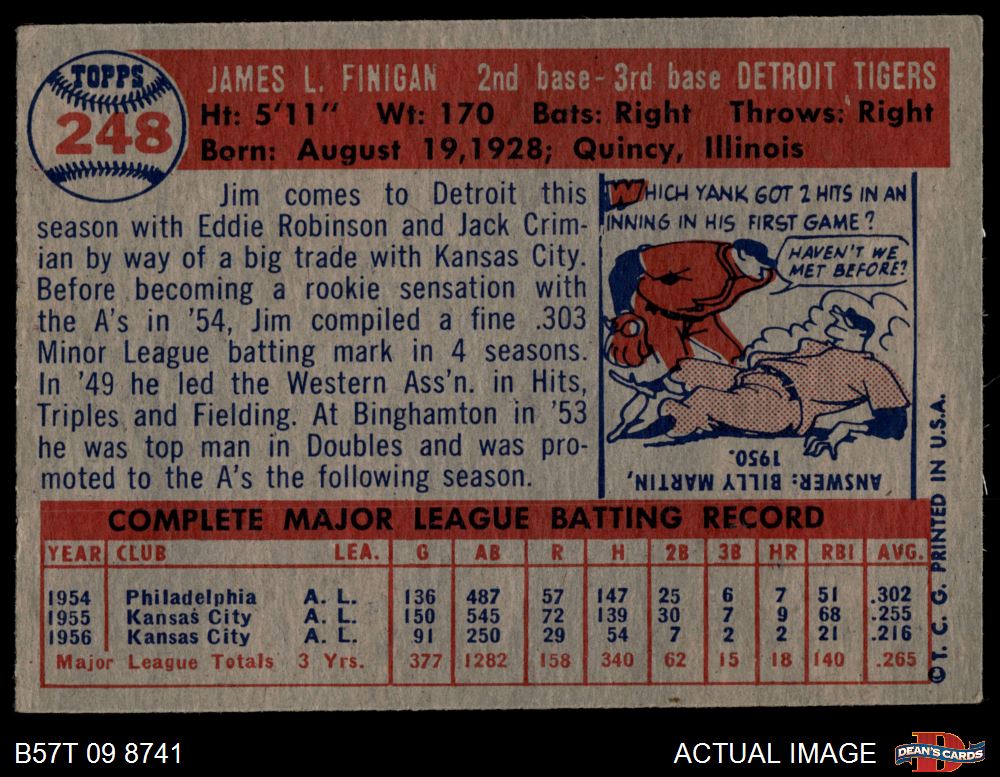 TOPPS
248
JAMES L. FINIGAN 2nd base - 3rd base DETROIT TIGERS
Ht: 5'11" Wt: 170 Bats: Right Throws: Right
Born: August 19, 1928; Quincy, Illinois
Jim comes to Detroit this
season with Eddie Robinson and Jack Crim-
ian by way of a big trade with Kansas City.
Before becoming a rookie sensation with
the A's in '54, Jim compiled a fine .303
Minor League batting mark in 4 seasons.
In '49 he led the Western Ass'n. in Hits,
Triples and Fielding. At Binghamton in '53
he was top man in Doubles and was pro-
moted to the A's the following season.
WHICH YANK GOT 2 HITS IN AN
INNING IN HIS FIRST GAME?
HAVEN'T WE
MET BEFORE?
ANSWER: BILLY MARTIN,
1950.
COMPLETE MAJOR LEAGUE BATTING RECORD
YEAR CLUB LEA. G AB R H 2B 3B HR RBI AVG.
1954 Philadelphia A. L. 136 487 57 147 25 6 7 51 .302
1955 Kansas City A. L. 150 545 72 139 30 7 9 68 .255
1956 Kansas City A. L. 91 250 29 54 7 2 2 21 .216
Major League Totals 3 Yrs. 377 1282 158 340 62 15 18 140 .265
© T. C. G. PRINTED IN U.S.A.
B57T 09 8741
ACTUAL IMAGE
DEAN'S CARDS